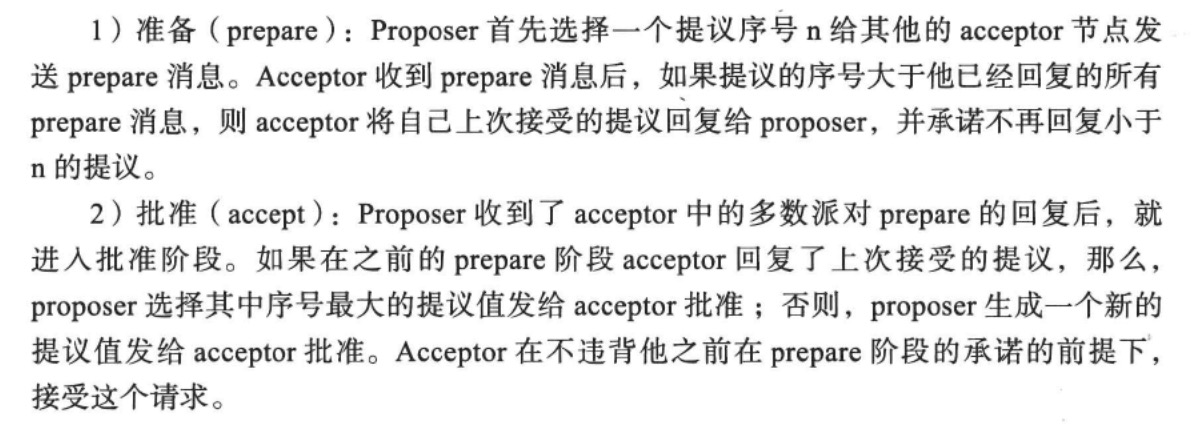 1）准备（prepare）：Proposer 首先选择一个提议序号 n 给其他的 acceptor 节点发
送 prepare 消息。Acceptor 收到 prepare 消息后，如果提议的序号大于他已经回复的所有
prepare 消息，则 acceptor 将自己上次接受的提议回复给 proposer，并承诺不再回复小于
n 的提议。
2）批准（accept）：Proposer 收到了 acceptor 中的多数派对 prepare 的回复后，就
进入批准阶段。如果在之前的 prepare 阶段 acceptor 回复了上次接受的提议，那么，
proposer 选择其中序号最大的提议值发给 acceptor 批准；否则，proposer 生成一个新的
提议值发给 acceptor 批准。Acceptor 在不违背他之前在 prepare 阶段的承诺的前提下，
接受这个请求。